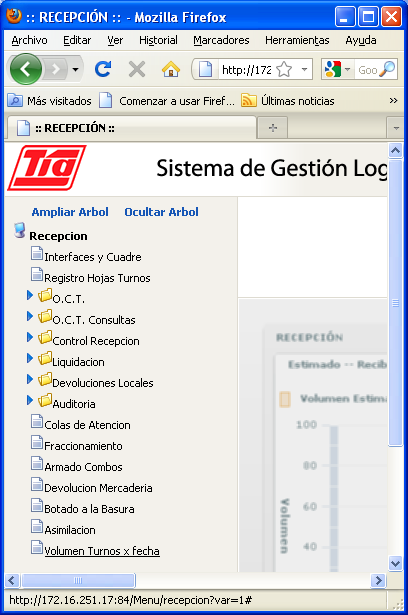 :: RECEPCIÓN :: - Mozilla Firefox
Archivo Editar Ver Historial Marcadores Herramientas Ayuda
http://172
Goo
Más visitados Comenzar a usar Firef... Últimas noticias »
:: RECEPCIÓN ::
Tia Sistema de Gestión Log
Ampliar Arbol Ocultar Arbol
Recepcion
Interfaces y Cuadre
Registro Hojas Turnos
O.C.T.
O.C.T. Consultas
Control Recepcion
Liquidacion
Devoluciones Locales
Auditoria
Colas de Atencion
Fraccionamiento
Armado Combos
Devolucion Mercaderia
Botado a la Basura
Asimilacion
Volumen Turnos x fecha
RECEPCIÓN
Estimado -- Recib
Volumen Estima
100
80
60
40
Volumen
http://172.16.251.17:84/Menu/recepcion?var=1#